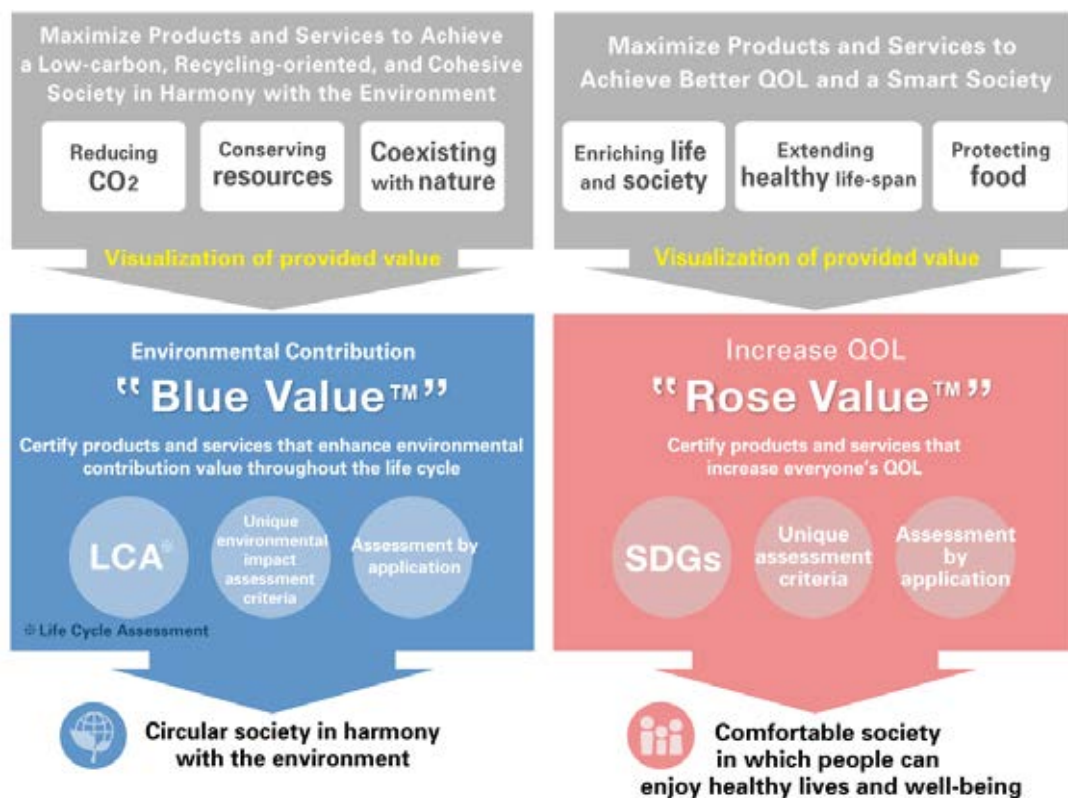 Maximize Products and Services to Achieve
a Low-carbon, Recycling-oriented, and Cohesive
Society in Harmony with the Environment
Reducing
CO2
Conserving
resources
Coexisting
with nature
Visualization of provided value
Environmental Contribution
“Blue Value™”
Certify products and services that enhance environmental
contribution value throughout the life cycle
LCA※
Unique
environmental
impact
assessment
criteria
Assessment by
application
※Life Cycle Assessment
Circular society in harmony
with the environment
Maximize Products and Services to
Achieve Better QOL and a Smart Society
Enriching life
and society
Extending
healthy life-span
Protecting
food
Visualization of provided value
Increase QOL
“Rose Value™”
Certify products and services that
increase everyone's QOL
SDGs
Unique
assessment
criteria
Assessment
by
application
Comfortable society
in which people can
enjoy healthy lives and well-being